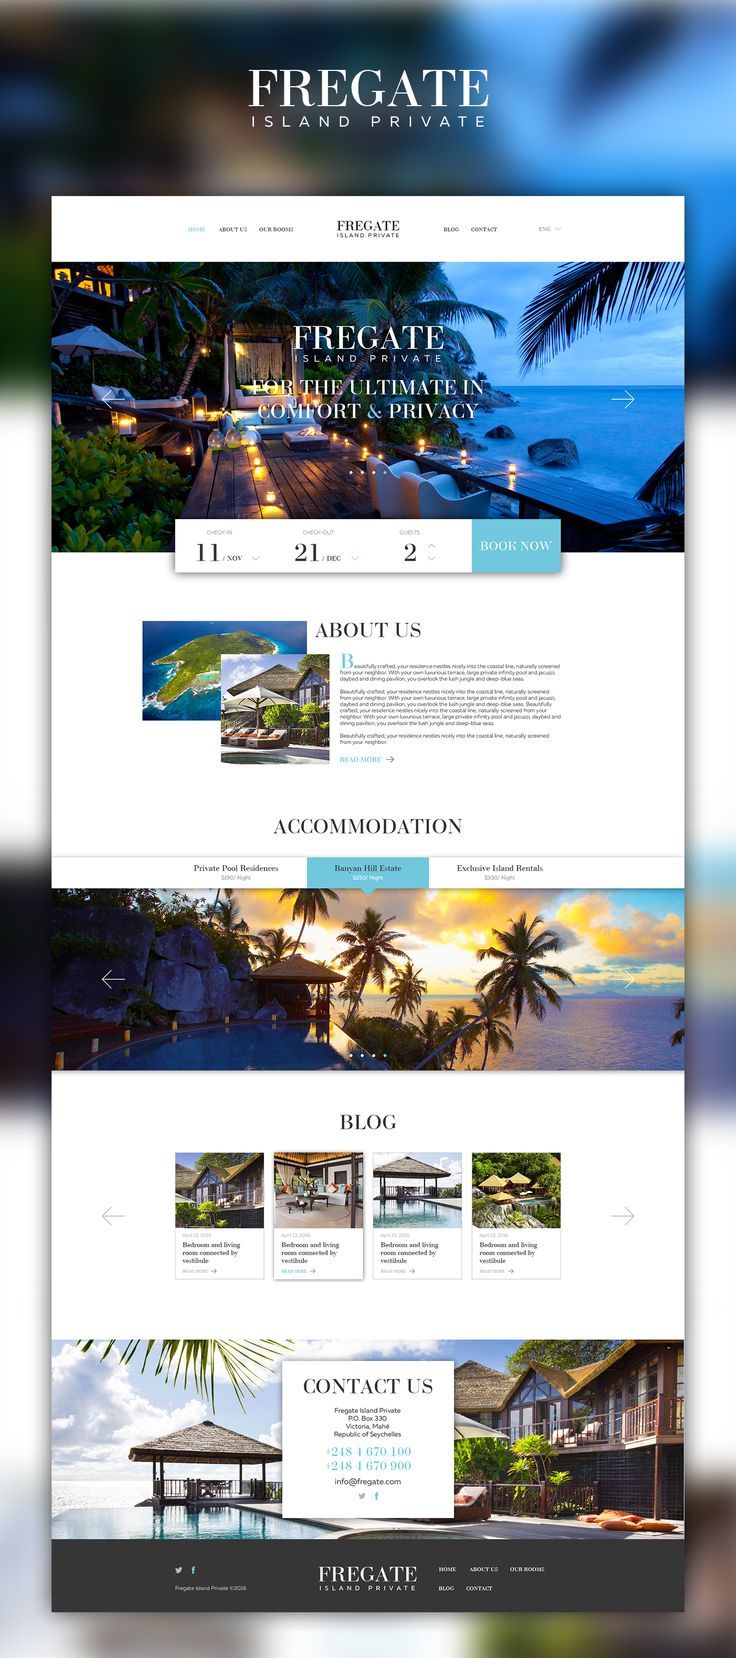 FREGATE
ISLAND PRIVATE
HOME ABOUT US OUR ROOMS
FREGATE
ISLAND PRIVATE
BLOG CONTACT
ENG
FREGATE
ISLAND PRIVATE
FOR THE ULTIMATE IN
COMFORT & PRIVACY
CHECK-IN
11 / NOV
CHECK-OUT
21 / DEC
GUESTS
2
BOOK NOW
ABOUT US
Beautifully crafted, your residence nestles nicely into the coastal line, naturally screened
from your neighbor. With your own luxurious terrace, large private infinity pool and jacuzzi,
daybed and dining pavilion, you overlook the lush jungle and deep-blue seas.
Beautifully crafted, your residence nestles nicely into the coastal line, naturally screened
from your neighbor. With your own luxurious terrace, large private infinity pool and jacuzzi,
daybed and dining pavilion, you overlook the lush jungle and deep-blue seas. Beautifully
crafted, your residence nestles nicely into the coastal line, naturally screened from your
neighbor. With your own luxurious terrace, large private infinity pool and jacuzzi, daybed and
dining pavilion, you overlook the lush jungle and deep-blue seas.
Beautifully crafted, your residence nestles nicely into the coastal line, naturally screened
from your neighbor.
READ MORE
ACCOMMODATION
Private Pool Residences
$190/ Night
Banyan Hill Estate
$250/ Night
Exclusive Island Rentals
$330/ Night
BLOG
April 13, 2016
Bedroom and living
room connected by
vestibule
READ MORE
April 13, 2016
Bedroom and living
room connected by
vestibule
READ MORE
April 13, 2016
Bedroom and living
room connected by
vestibule
READ MORE
April 13, 2016
Bedroom and living
room connected by
vestibule
READ MORE
CONTACT US
Fregate Island Private
P.O. Box 330
Victoria, Mahé
Republic of Seychelles
+248 4 670 100
+248 4 670 900
info@fregate.com
Fregate Island Private ©2016
FREGATE
ISLAND PRIVATE
HOME ABOUT US OUR ROOMS
BLOG CONTACT